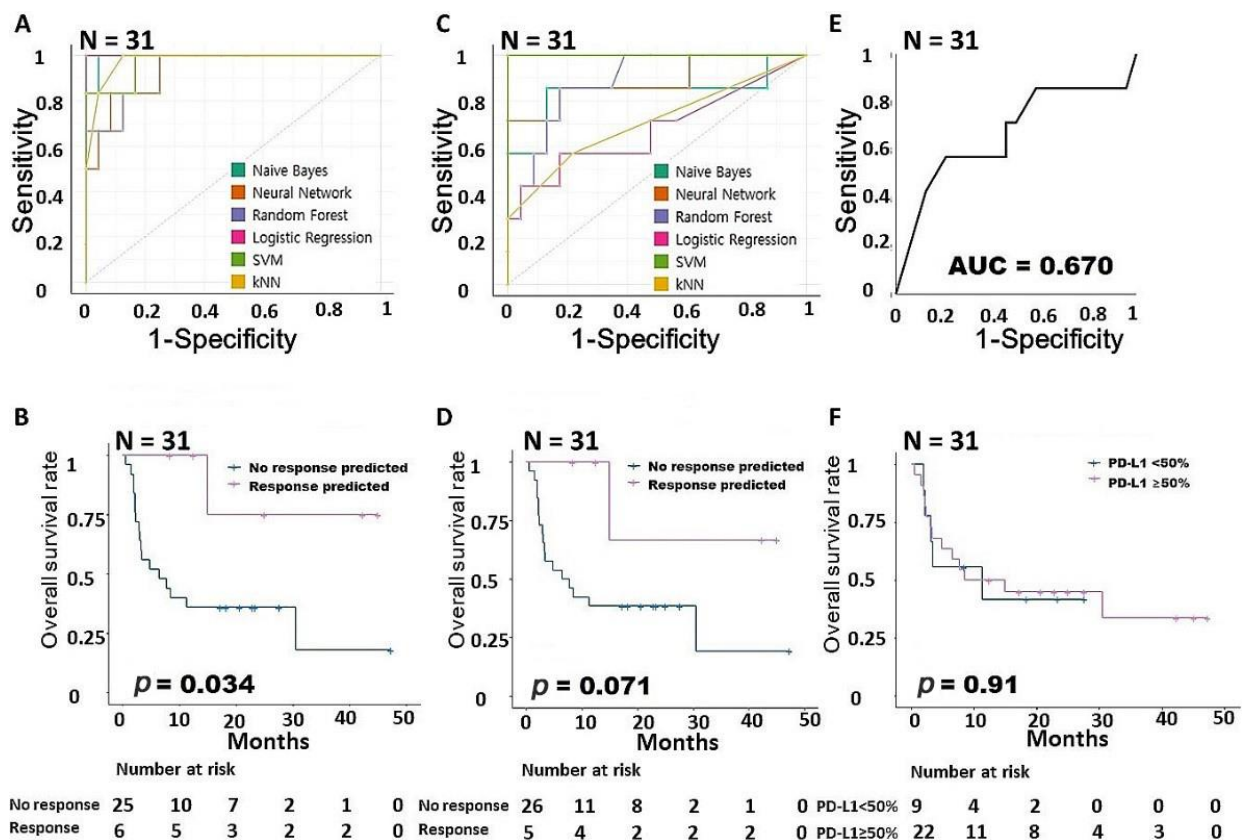 A
N = 31
Sensitivity
1
0.8
0.6
0.4
0.2
0
Naive Bayes
Neural Network
Random Forest
Logistic Regression
SVM
kNN
0 0.2 0.4 0.6 0.8 1
1-Specificity
C
N = 31
Sensitivity
1
0.8
0.6
0.4
0.2
0
Naive Bayes
Neural Network
Random Forest
Logistic Regression
SVM
kNN
0 0.2 0.4 0.6 0.8 1
1-Specificity
E
N = 31
Sensitivity
1
0.8
0.6
0.4
0.2
0
AUC = 0.670
0 0.2 0.4 0.6 0.8 1
1-Specificity
B
N = 31
Overall survival rate
1
0.75
0.5
0.25
0
No response predicted
Response predicted
p = 0.034
0 10 20 30 40 50
Months
Number at risk
No response 25 10 7 2 1 0
Response 6 5 3 2 2 0
D
N = 31
Overall survival rate
1
0.75
0.5
0.25
0
No response predicted
Response predicted
p = 0.071
0 10 20 30 40 50
Months
Number at risk
No response 26 11 8 2 1 0
Response 5 4 2 2 2 0
F
N = 31
Overall survival rate
1
0.75
0.5
0.25
0
PD-L1 <50%
PD-L1 ≥50%
p = 0.91
0 10 20 30 40 50
Months
Number at risk
PD-L1<50% 9 4 2 0 0 0
PD-L1≥50% 22 11 8 4 3 0